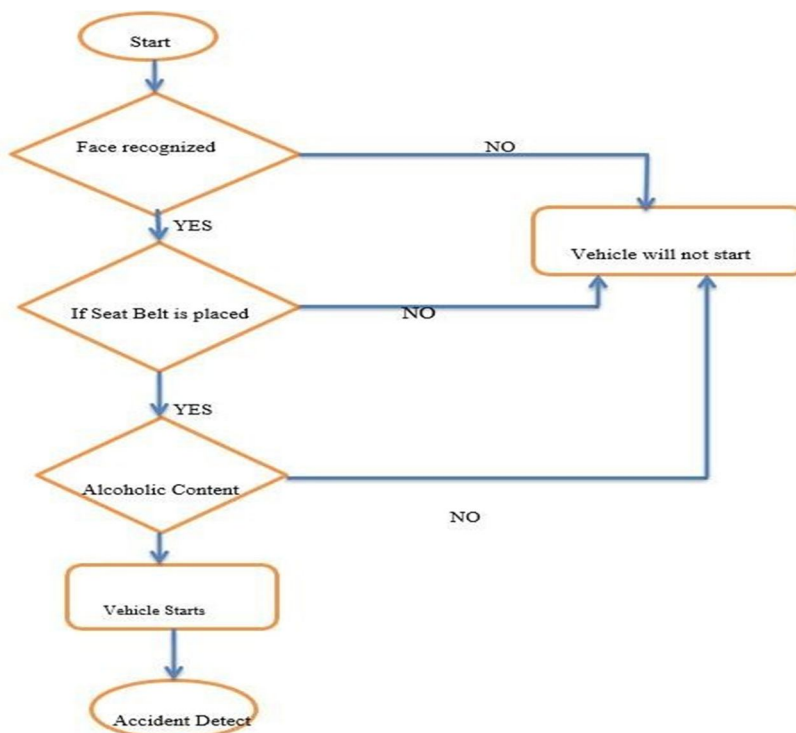 Start
Face recognized
NO
YES
Vehicle will not start
If Seat Belt is placed
NO
YES
Alcoholic Content
NO
Vehicle Starts
Accident Detect